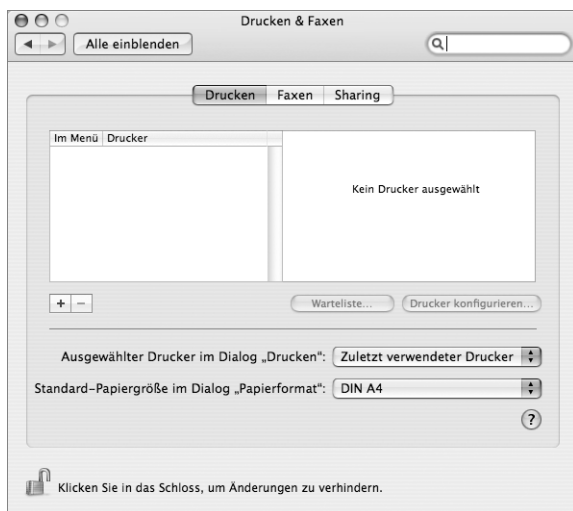 Drucken & Faxen
Alle einblenden
Drucken Faxen Sharing
Im Menü Drucker
Kein Drucker ausgewählt
+ −
Warteliste... Drucker konfigurieren...
Ausgewählter Drucker im Dialog „Drucken“: Zuletzt verwendeter Drucker
Standard-Papiergröße im Dialog „Papierformat“: DIN A4
?
Klicken Sie in das Schloss, um Änderungen zu verhindern.